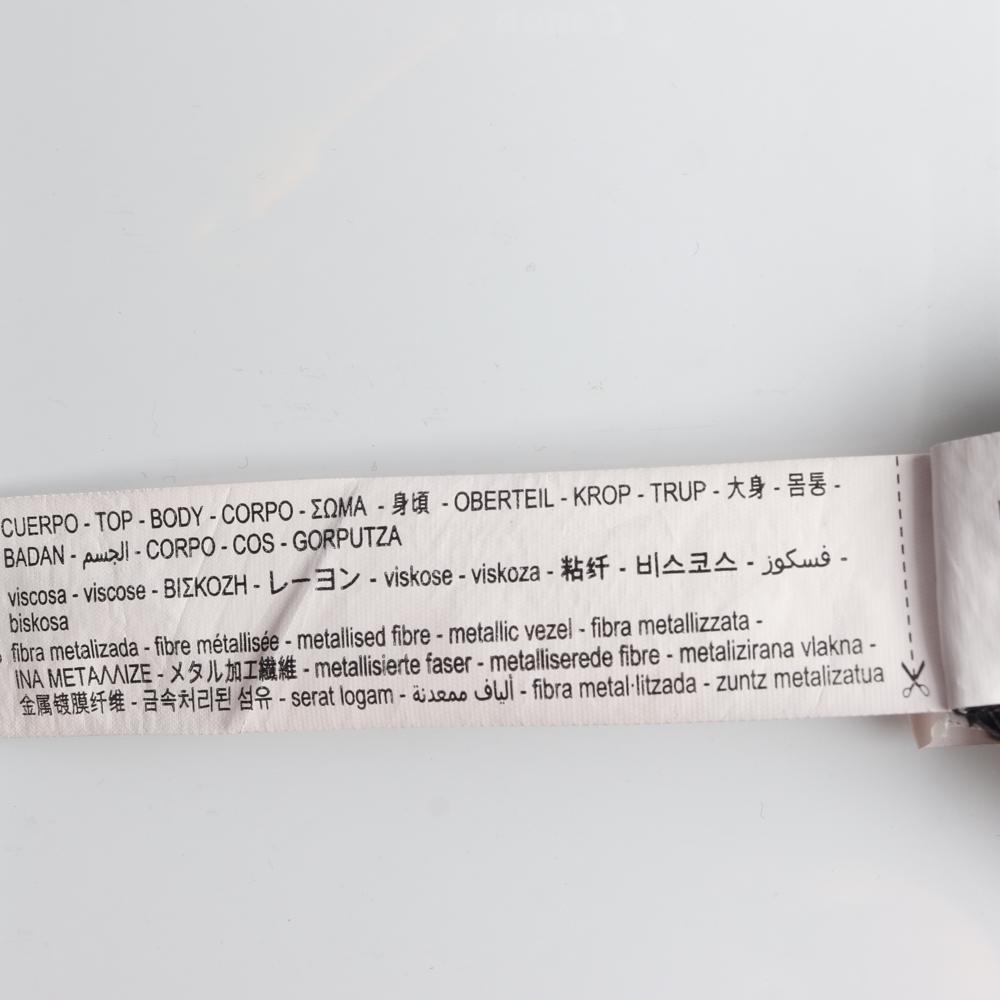 CUERPO - TOP - BODY - CORPO - ΣΩΜΑ - 身頃 - OBERTEIL - KROP - TRUP - 大身 - 몸통 -
BADAN - الجسم - CORPO - COS - GORPUTZA
viscosa - viscose - ΒΙΣΚΟΖΗ - レーヨン - viskose - viskoza - 粘纤 - 비스코스 - فسكوز -
biskosa
fibra metalizada - fibre métallisée - metallised fibre - metallic vezel - fibra metallizzata -
ΙΝΑ ΜΕΤΑΛΛΙΖΕ - メタル加工繊維 - metallisierte faser - metalliserede fibre - metalizirana vlakna -
金属镀膜纤维 - 금속처리된 섬유 - serat logam - ألياف ممعدنة - fibra metal·litzada - zuntz metalizatua